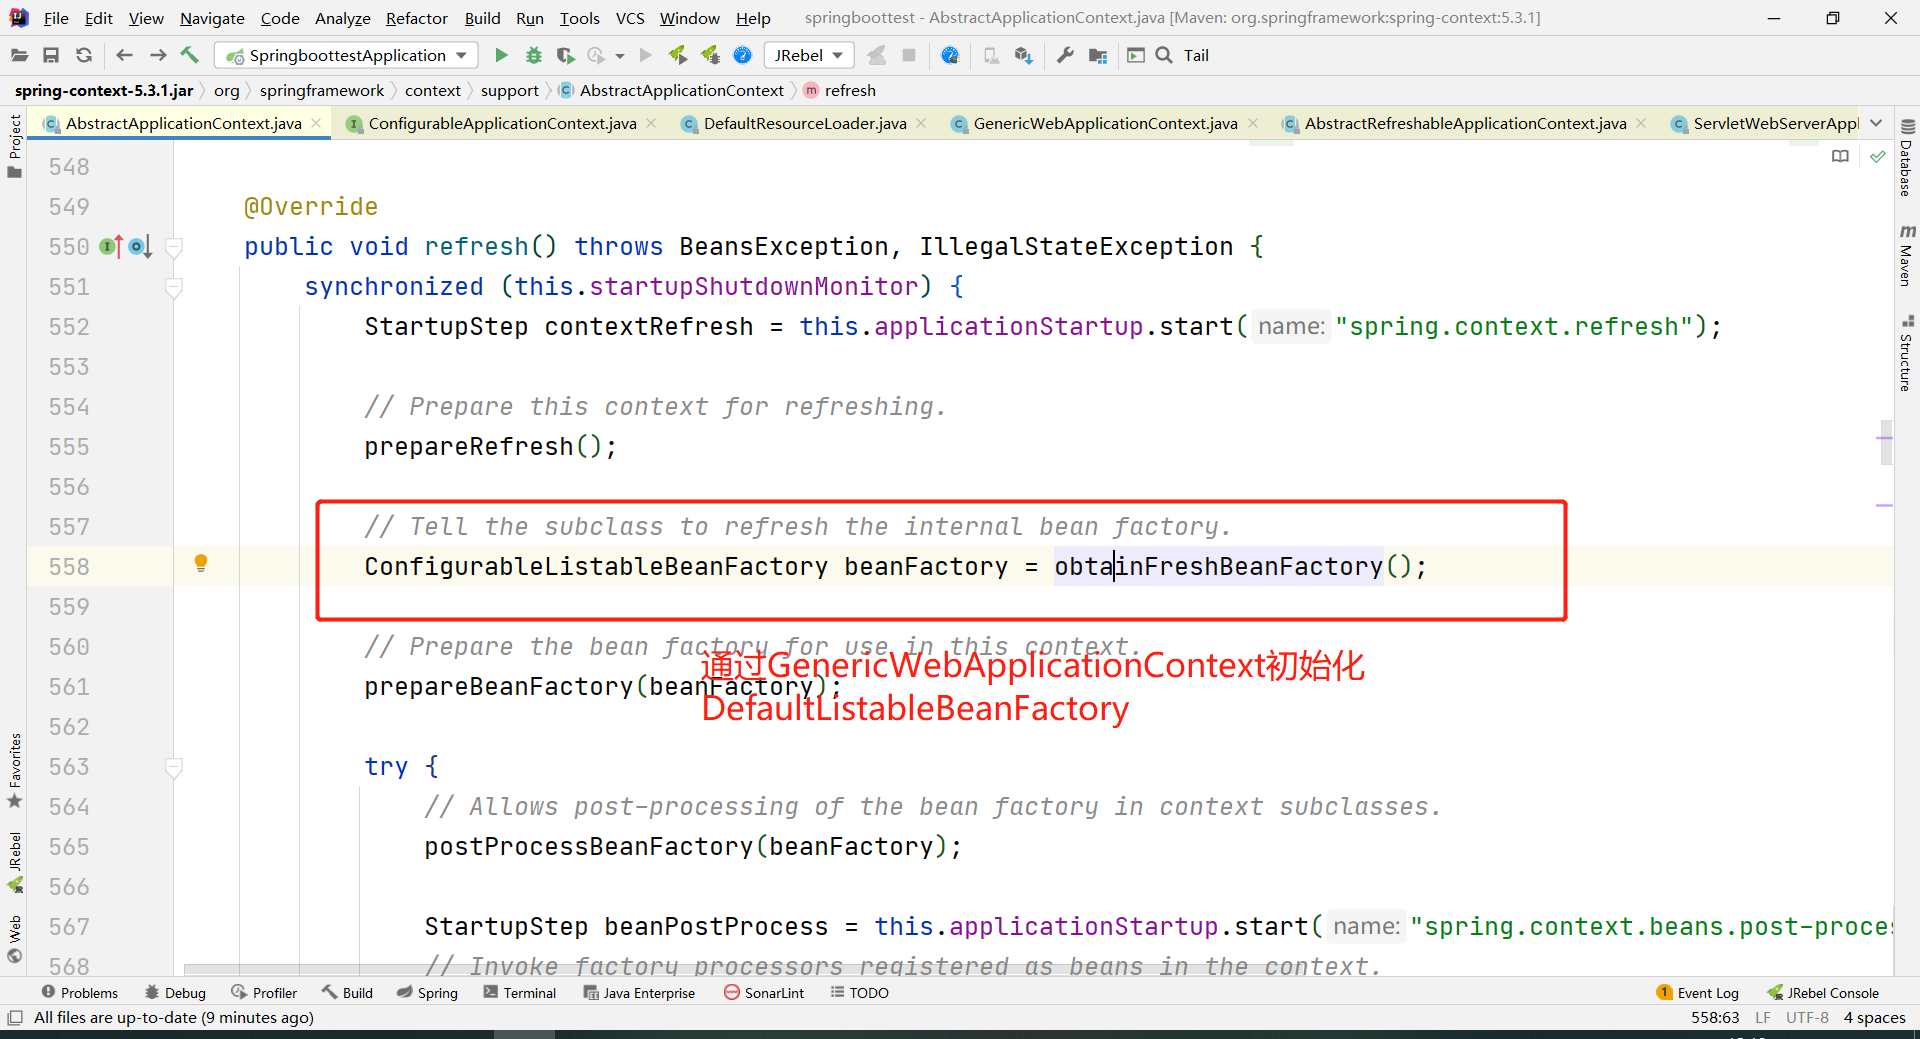 File Edit View Navigate Code Analyze Refactor Build Run Tools VCS Window Help springboottest - AbstractApplicationContext.java [Maven: org.springframework:spring-context:5.3.1]
SpringboottestApplication JRebel Tail
spring-context-5.3.1.jar org springframework context support AbstractApplicationContext refresh
AbstractApplicationContext.java ConfigurableApplicationContext.java DefaultResourceLoader.java GenericWebApplicationContext.java AbstractRefreshableApplicationContext.java ServletWebServerAppl
Project
Favorites
JRebel
Web
548
549 @Override
550 public void refresh() throws BeansException, IllegalStateException {
551 synchronized (this.startupShutdownMonitor) {
552 StartupStep contextRefresh = this.applicationStartup.start( name: "spring.context.refresh");
553
554 // Prepare this context for refreshing.
555 prepareRefresh();
556
557 // Tell the subclass to refresh the internal bean factory.
558 ConfigurableListableBeanFactory beanFactory = obtainFreshBeanFactory();
559
560 // Prepare the bean factory for use in this context.
通过GenericWebApplicationContext初始化
561 prepareBeanFactory(beanFactory);
DefaultListableBeanFactory
562
563 try {
564 // Allows post-processing of the bean factory in context subclasses.
565 postProcessBeanFactory(beanFactory);
566
567 StartupStep beanPostProcess = this.applicationStartup.start( name: "spring.context.beans.post-proces
568 // Invoke factory processors registered as beans in the context.
Database
Maven
Structure
Problems Debug Profiler Build Spring Terminal Java Enterprise SonarLint TODO 1 Event Log JRebel Console
All files are up-to-date (9 minutes ago) 558:63 LF UTF-8 4 spaces